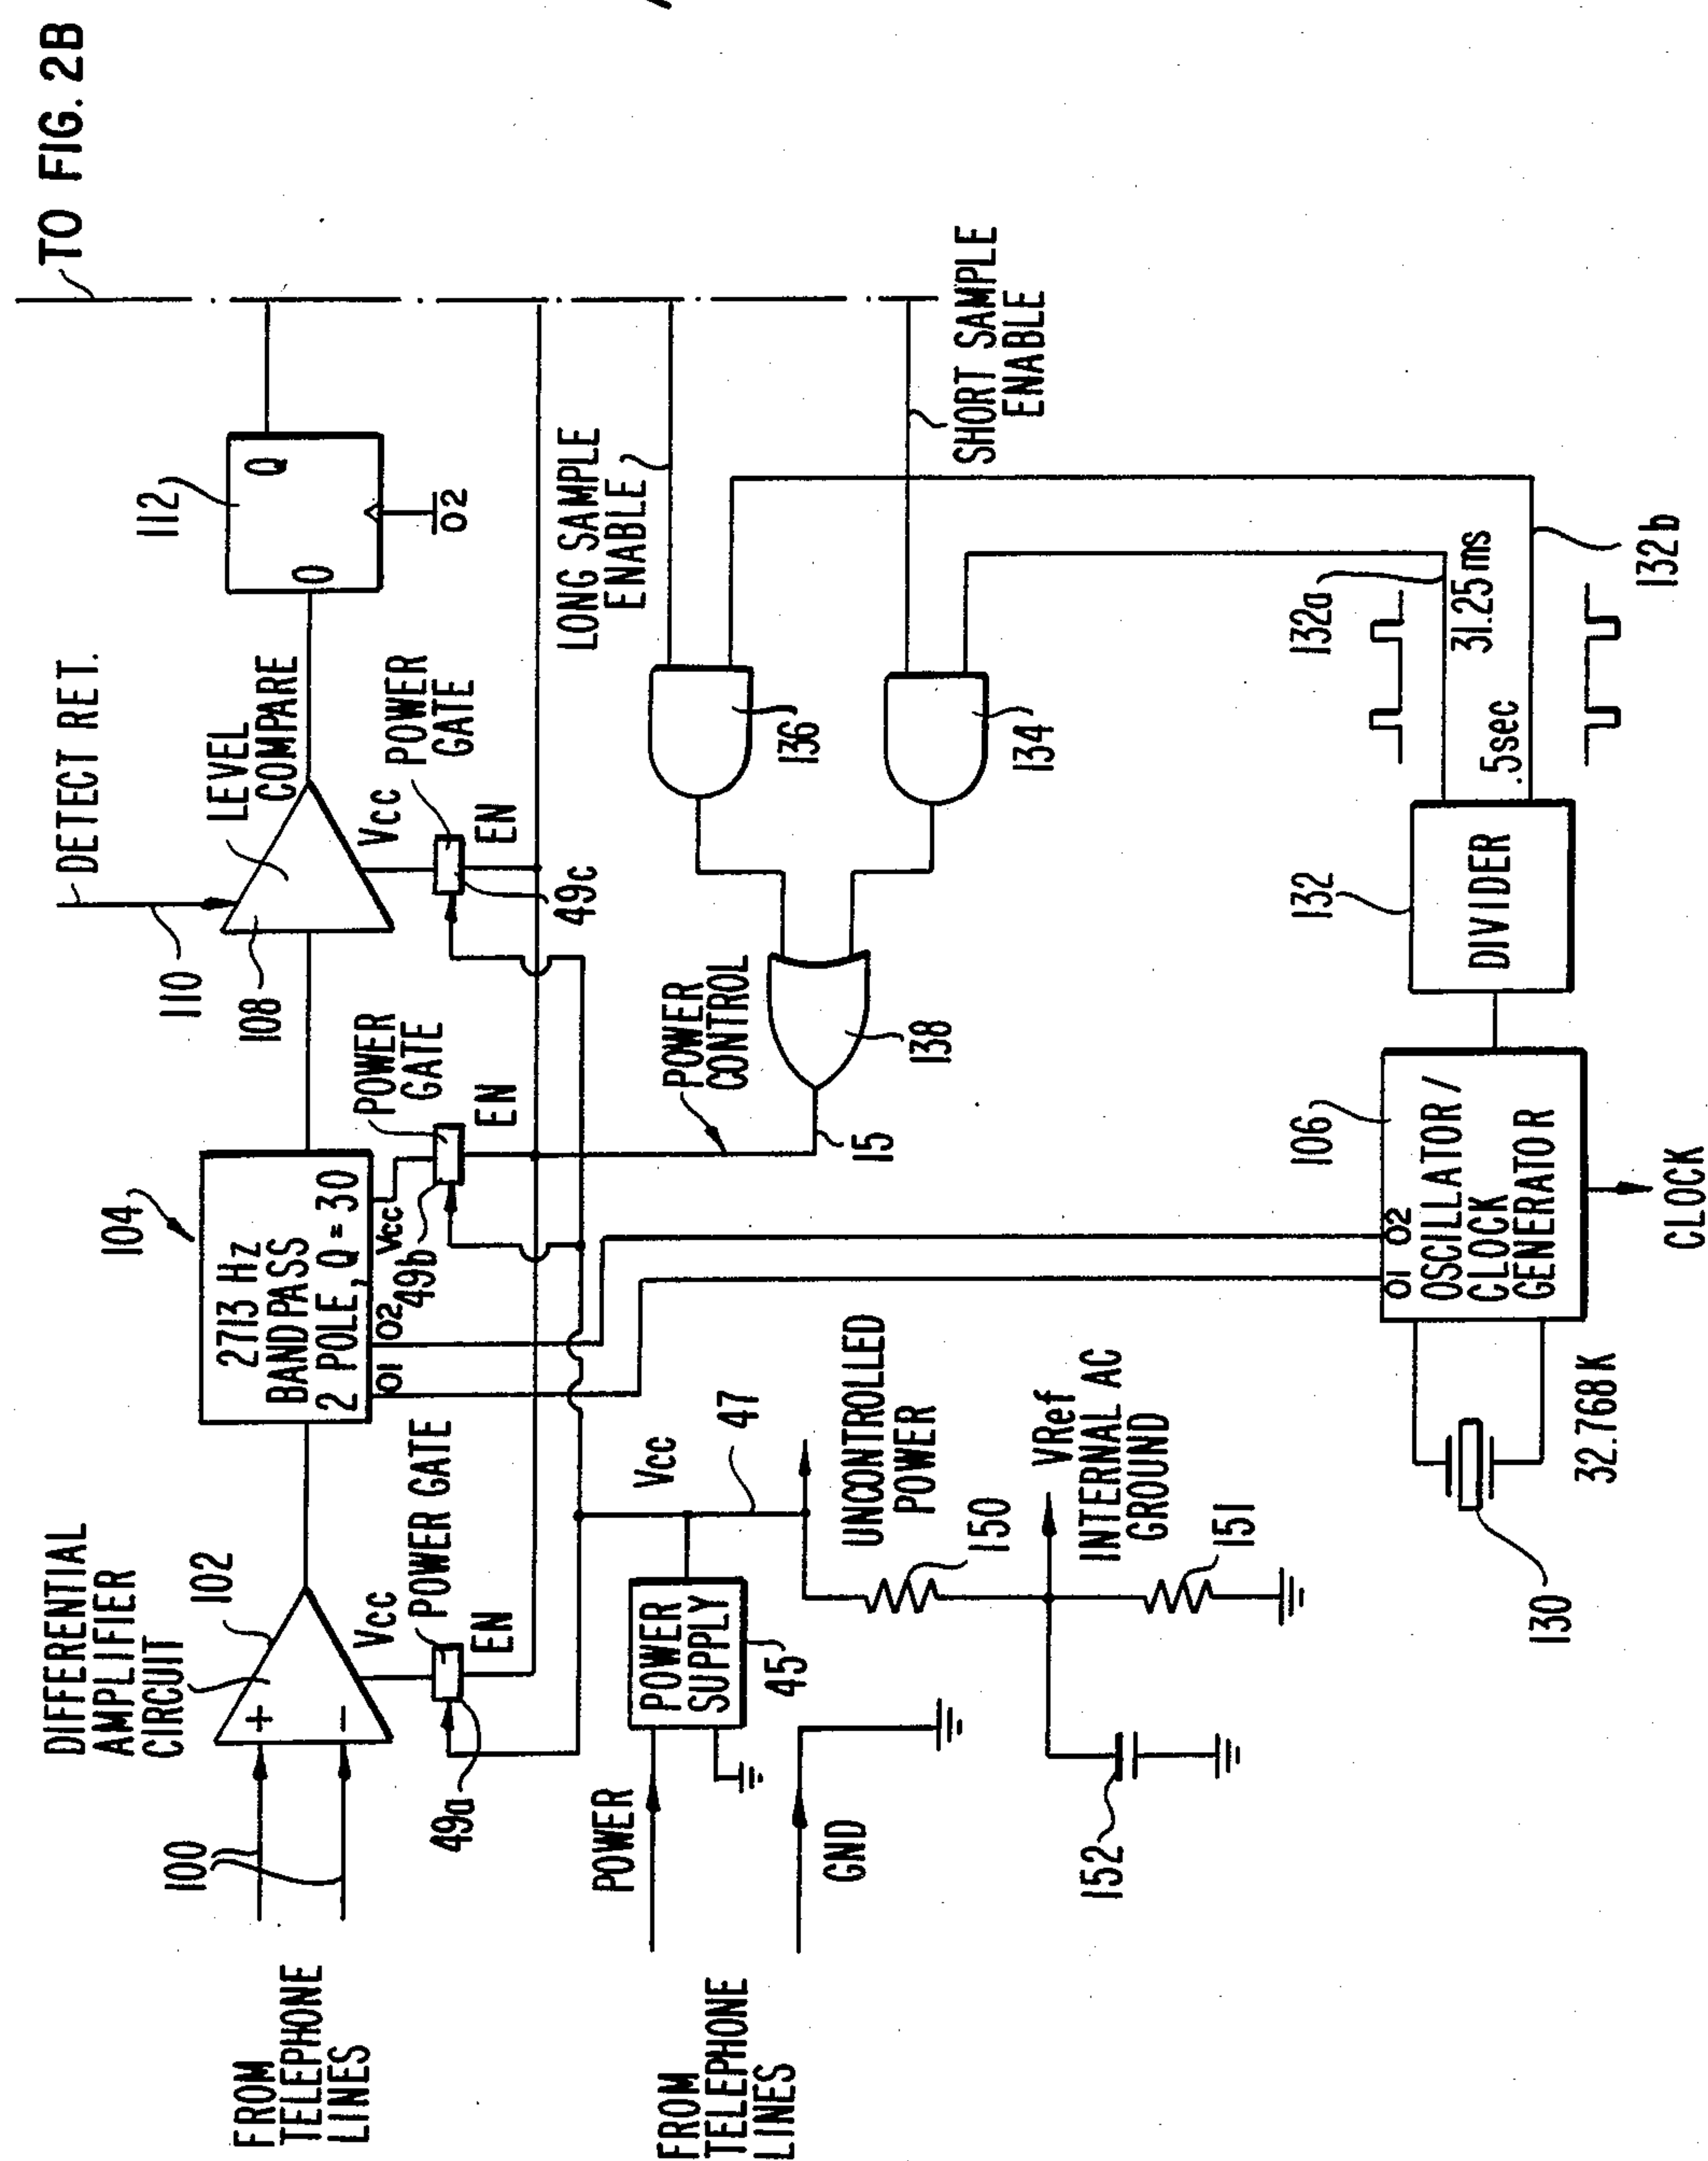 TO FIG. 2B
DIFFERENTIAL
AMPLIFIER
CIRCUIT
102
100
FROM
TELEPHONE
LINES
Vcc
POWER GATE
EN
49a
104
2713 Hz
BANDPASS
2 POLE, Q = 30
O1
O2
Vcc
49b
POWER
GATE
EN
110
DETECT RET.
108
LEVEL
COMPARE
Vcc
POWER
GATE
EN
49c
112
O
Q
O2
LONG SAMPLE
ENABLE
SHORT SAMPLE
ENABLE
136
134
138
POWER
CONTROL
15
POWER
GND
FROM
TELEPHONE
LINES
POWER
SUPPLY
45
Vcc
47
UNCONTROLLED
POWER
150
VRef
INTERNAL AC
GROUND
151
152
130
32.768K
106
O1
O2
OSCILLATOR /
CLOCK
GENERATOR
CLOCK
132
DIVIDER
132a
31.25 ms
.5sec
132b
+
−